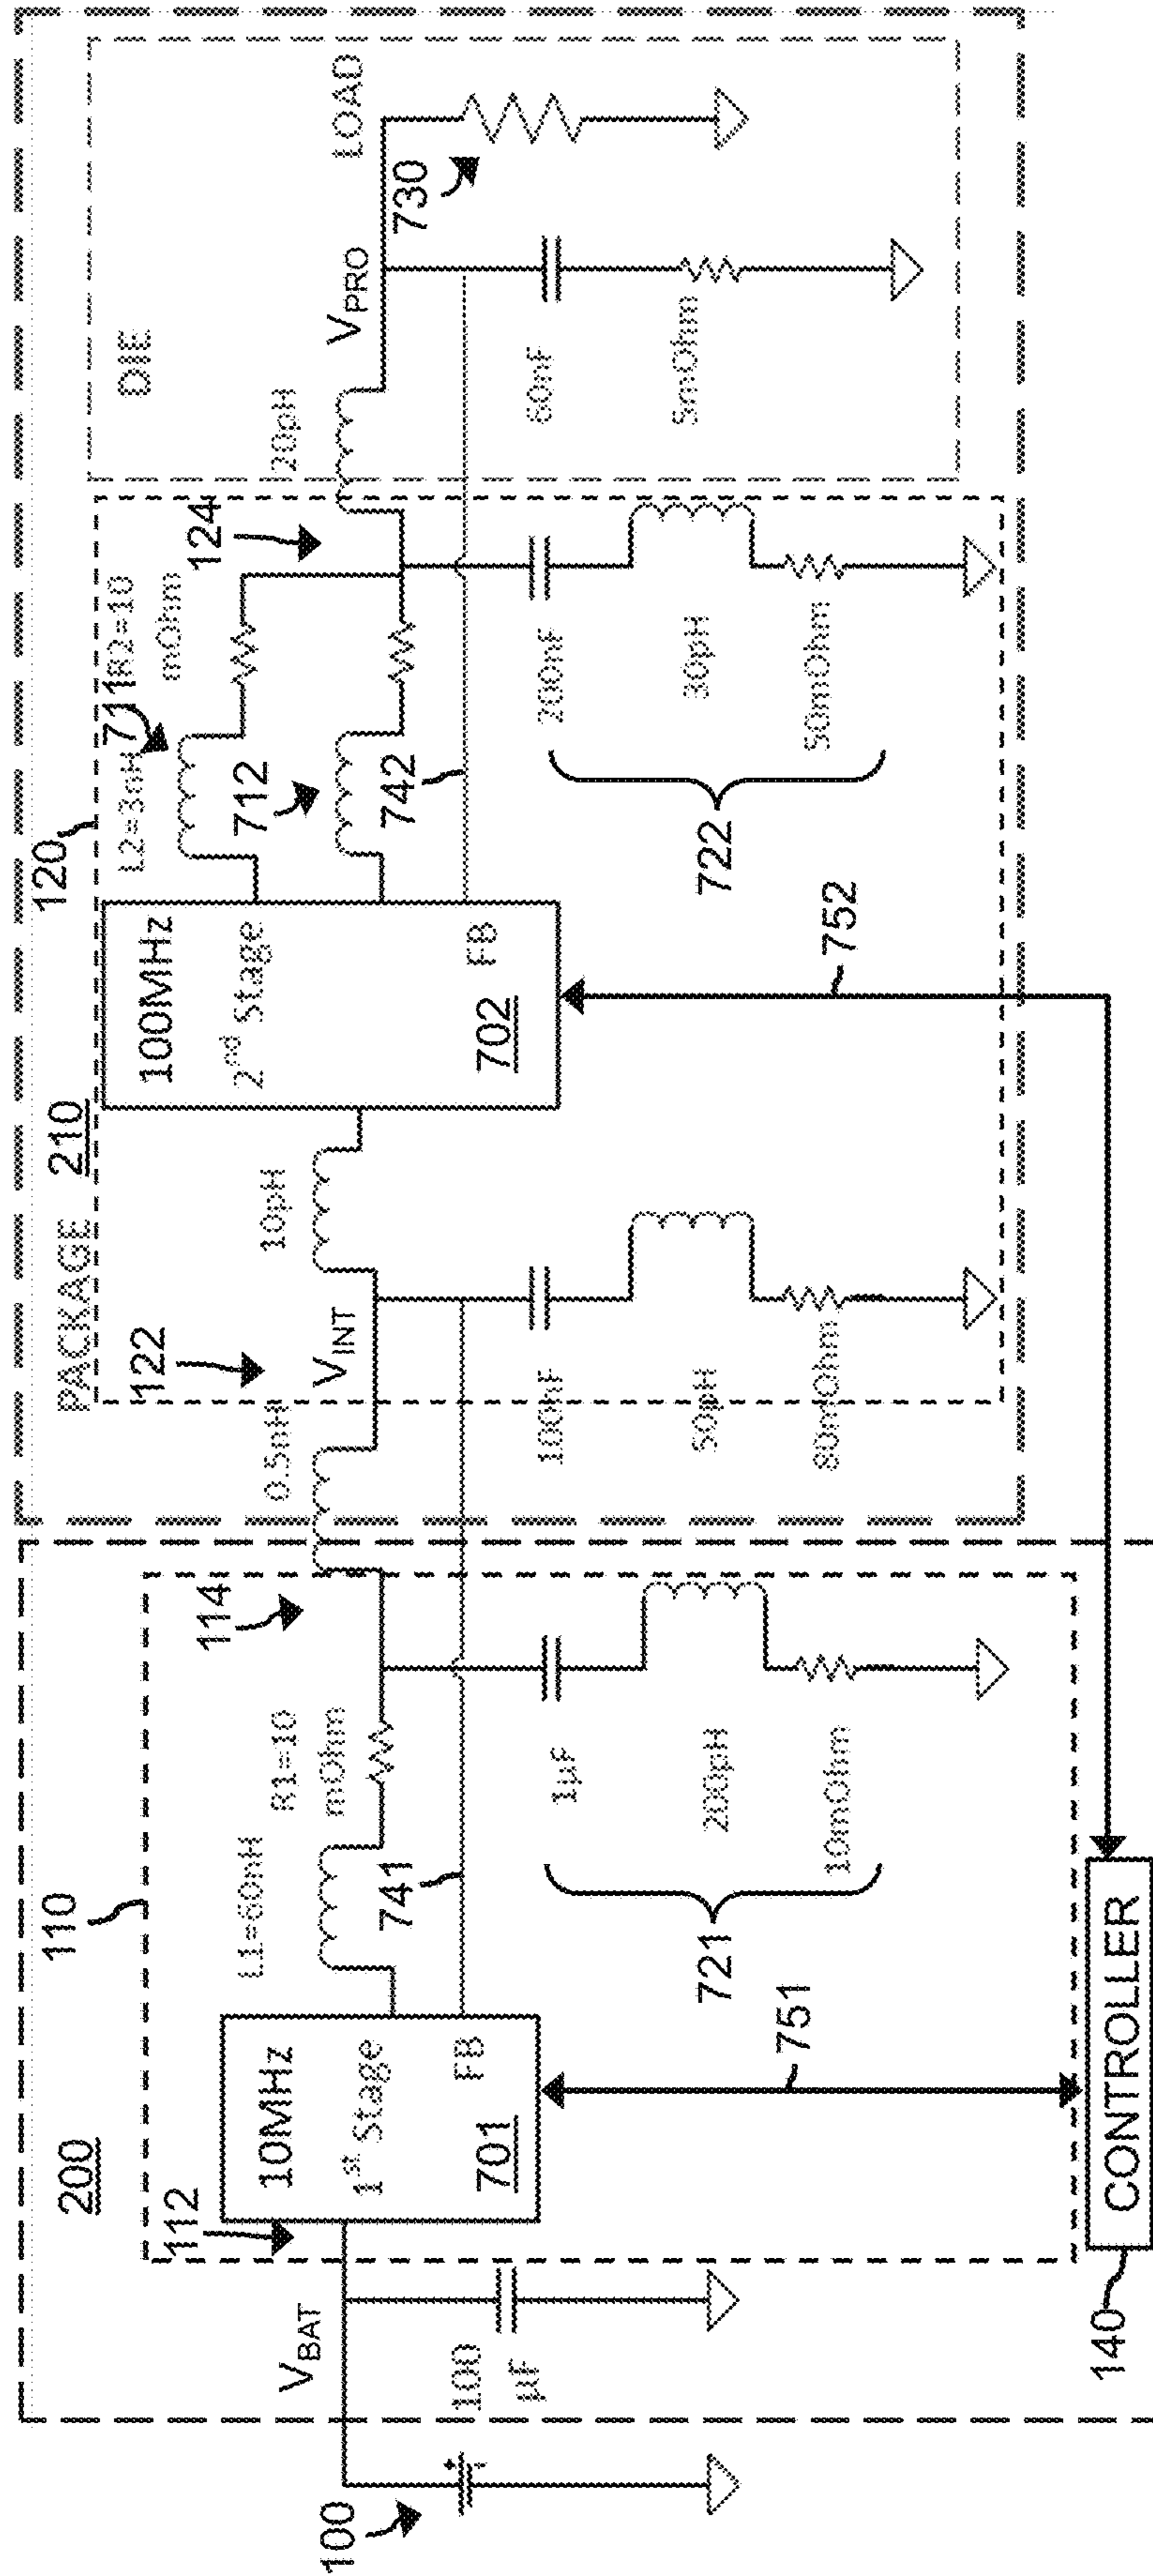 100
V_BAT
100
µF
140
CONTROLLER
200
112
10MHz
1st Stage
FB
701
751
110
L1=60nH
R1=10
mOhm
741
721
1µF
200pH
10mOhm
114
0.5nH
PACKAGE 210
122
V_INT
100nF
50pH
80mOhm
10pH
100MHz
2nd Stage
FB
702
752
120
L2=3nH
711
R2=10
mOhm
712
742
722
200nF
30pH
50mOhm
124
20pH
DIE
V_PRO
60nF
5mOhm
730
LOAD